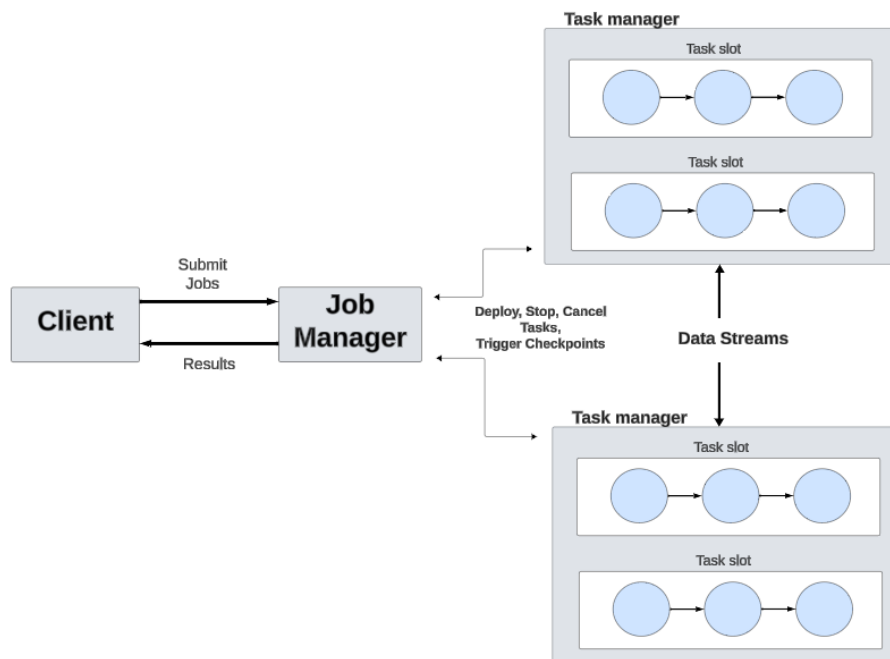 Task manager
Task slot
Task slot
Submit
Jobs
Client
Job
Manager
Results
Deploy, Stop, Cancel
Tasks,
Trigger Checkpoints
Data Streams
Task manager
Task slot
Task slot